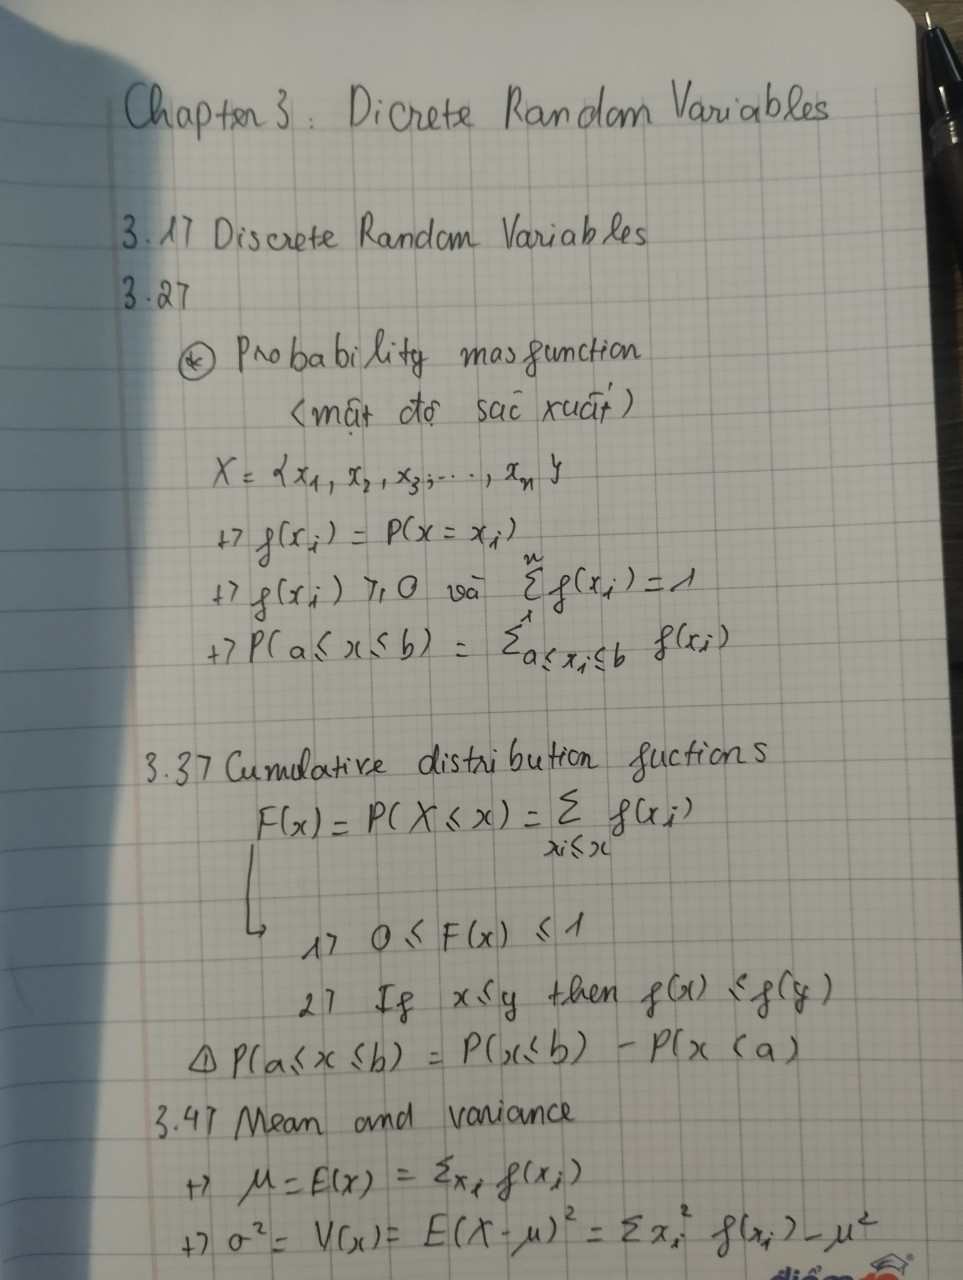 Chapter 3: Dicrete Random Variables
3.1> Discrete Random Variables
3.2>
* Probability mas function
(mật độ sác xuất)
X = {x₁, x₂, x₃, ..., xₙ}
+> f(xᵢ) = P(x = xᵢ)
+> f(xᵢ) ≥ 0 và Σⁿ₁ f(xᵢ) = 1
+> P(a ≤ x ≤ b) = Σ a ≤ xᵢ ≤ b f(xᵢ)
3.3> Cumulative distribution fuctions
F(x) = P(X ≤ x) = Σ xᵢ ≤ x f(xᵢ)
1> 0 ≤ F(x) ≤ 1
2> If x ≤ y then f(x) ≤ f(y)
⚠ P(a ≤ x ≤ b) = P(x ≤ b) - P(x < a)
3.4> Mean and variance
+> μ = E(x) = Σxᵢ f(xᵢ)
+> σ² = V(x) = E(X - μ)² = Σxᵢ² f(xᵢ) - μ²